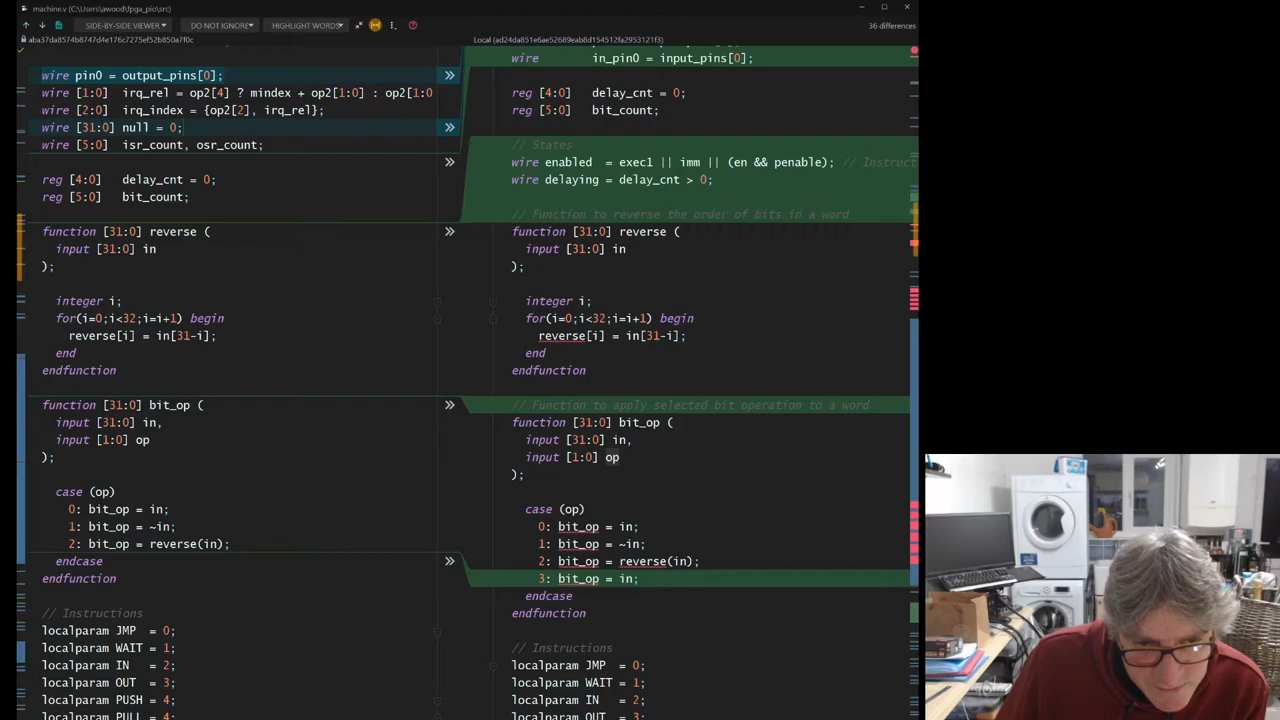 machine.v (C:\Users\awood\fpga_pio\src)
SIDE-BY-SIDE VIEWER
DO NOT IGNORE
HIGHLIGHT WORDS
36 differences
aba37da8574b8747d4e176c7275ef52b850a7f0c
Local (ad24da851e6ae52689eab8d154152fa2953121f3)
wire pin0 = output_pins[0];
wire [1:0] irq_rel = op2[4] ? mindex + op2[1:0] : op2[1:0
wire [2:0] irq_index = {op2[2], irq_rel};
wire [31:0] null = 0;
wire [5:0] isr_count, osr_count;
reg [4:0] delay_cnt = 0;
reg [5:0] bit_count;
function [31:0] reverse (
input [31:0] in
);
integer i;
for(i=0;i<32;i=i+1) begin
reverse[i] = in[31-i];
end
endfunction
function [31:0] bit_op (
input [31:0] in,
input [1:0] op
);
case (op)
0: bit_op = in;
1: bit_op = ~in;
2: bit_op = reverse(in);
endcase
endfunction
// Instructions
localparam JMP = 0;
localparam WAIT = 1;
localparam IN = 2;
localparam OUT = 3;
wire in_pin0 = input_pins[0];
reg [4:0] delay_cnt = 0;
reg [5:0] bit_count;
// States
wire enabled = exec1 || imm || (en && penable); // Instruct
wire delaying = delay_cnt > 0;
// Function to reverse the order of bits in a word
function [31:0] reverse (
input [31:0] in
);
integer i;
for(i=0;i<32;i=i+1) begin
reverse[i] = in[31-i];
end
endfunction
// Function to apply selected bit operation to a word
function [31:0] bit_op (
input [31:0] in,
input [1:0] op
);
case (op)
0: bit_op = in;
1: bit_op = ~in;
2: bit_op = reverse(in);
3: bit_op = in;
endcase
endfunction
// Instructions
localparam JMP = 0;
localparam WAIT = 1;
localparam IN = 2;